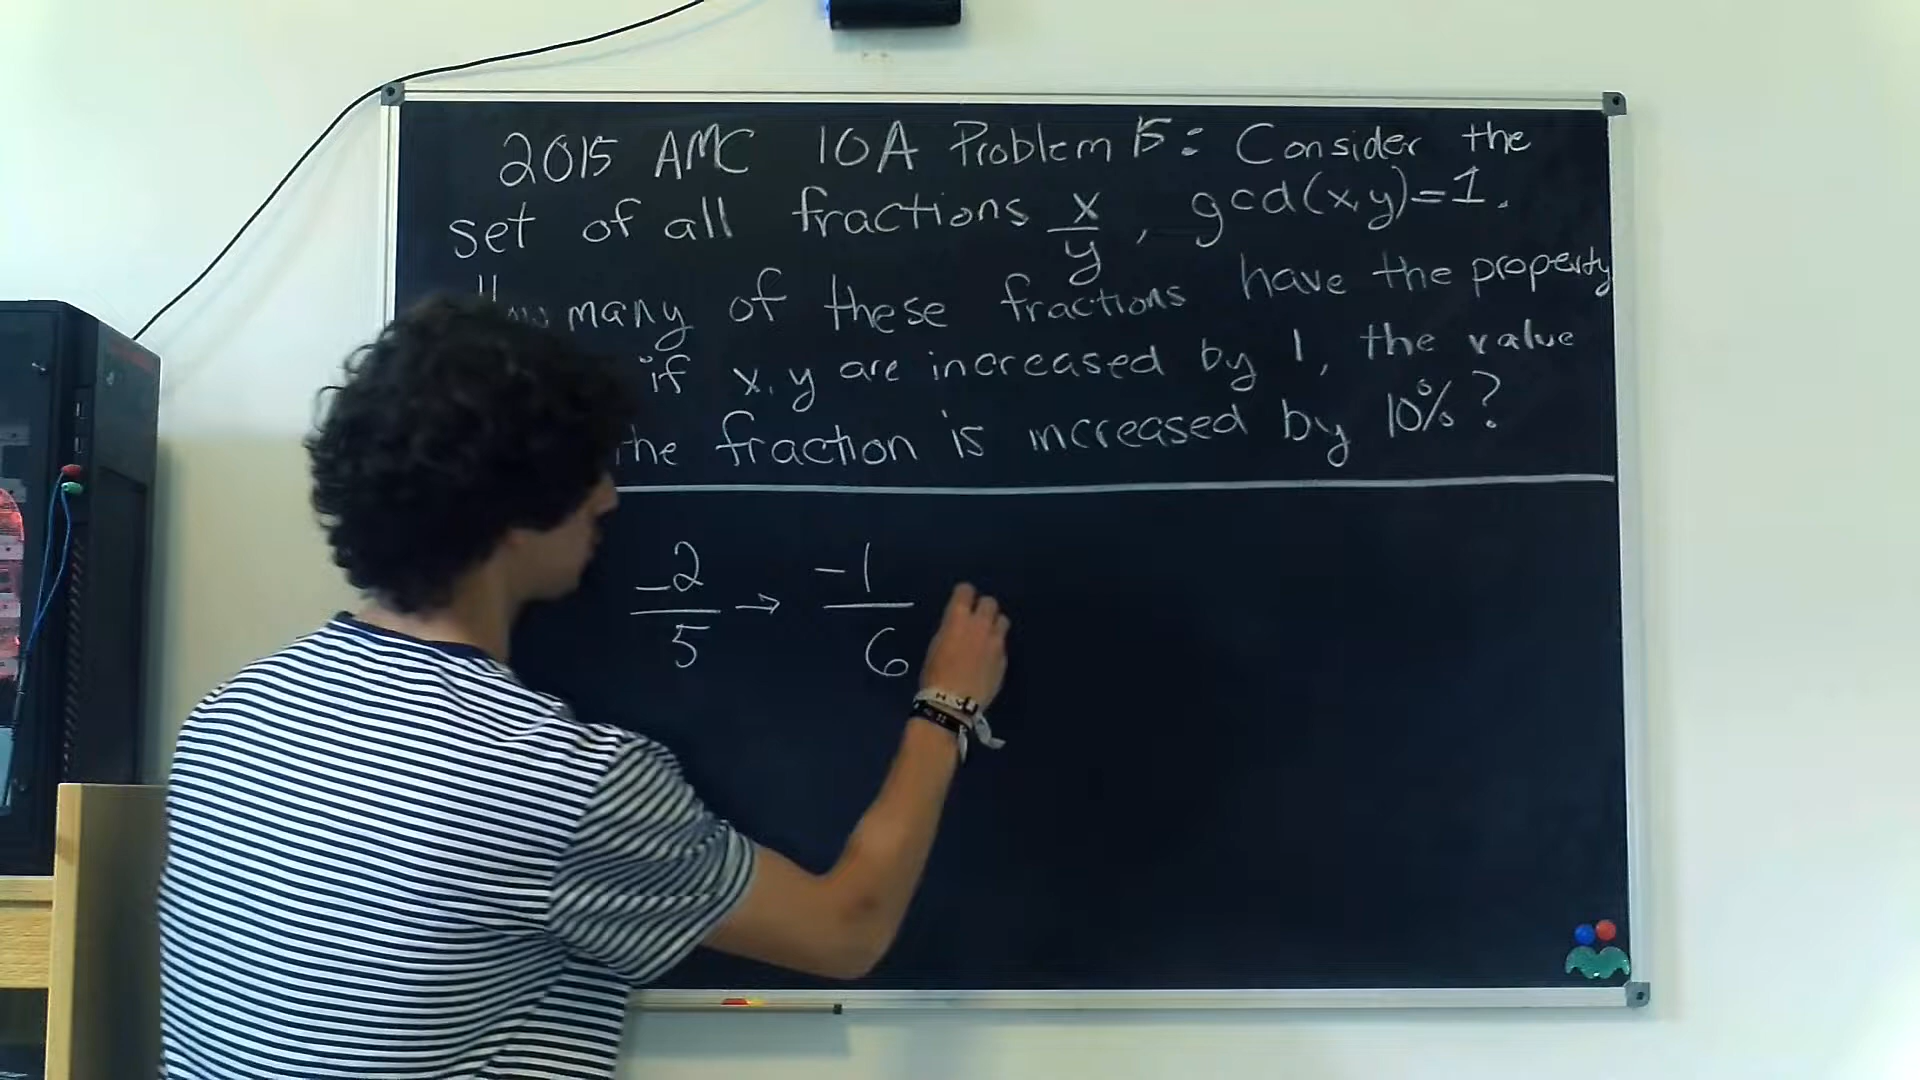 2015 AMC 10A Problem 15: Consider the
set of all fractions x/y, gcd(x,y)=1.
many of these fractions have the property
if x, y are increased by 1, the value
the fraction is increased by 10%?
-2/5 → -1/6